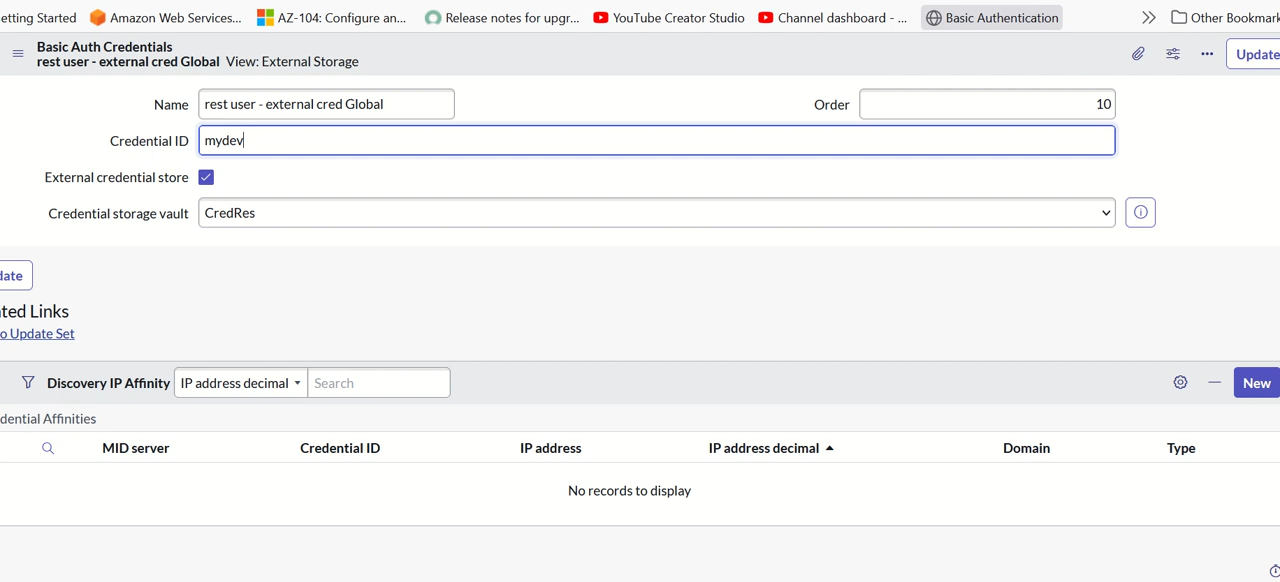 etting Started Amazon Web Services... AZ-104: Configure an... Release notes for upgr... YouTube Creator Studio Channel dashboard - ... Basic Authentication Other Bookmark
Basic Auth Credentials
rest user - external cred Global View: External Storage
Update
Name rest user - external cred Global Order 10
Credential ID mydev
External credential store
Credential storage vault CredRes
date
ated Links
o Update Set
Discovery IP Affinity IP address decimal Search New
dential Affinities
MID server Credential ID IP address IP address decimal Domain Type
No records to display